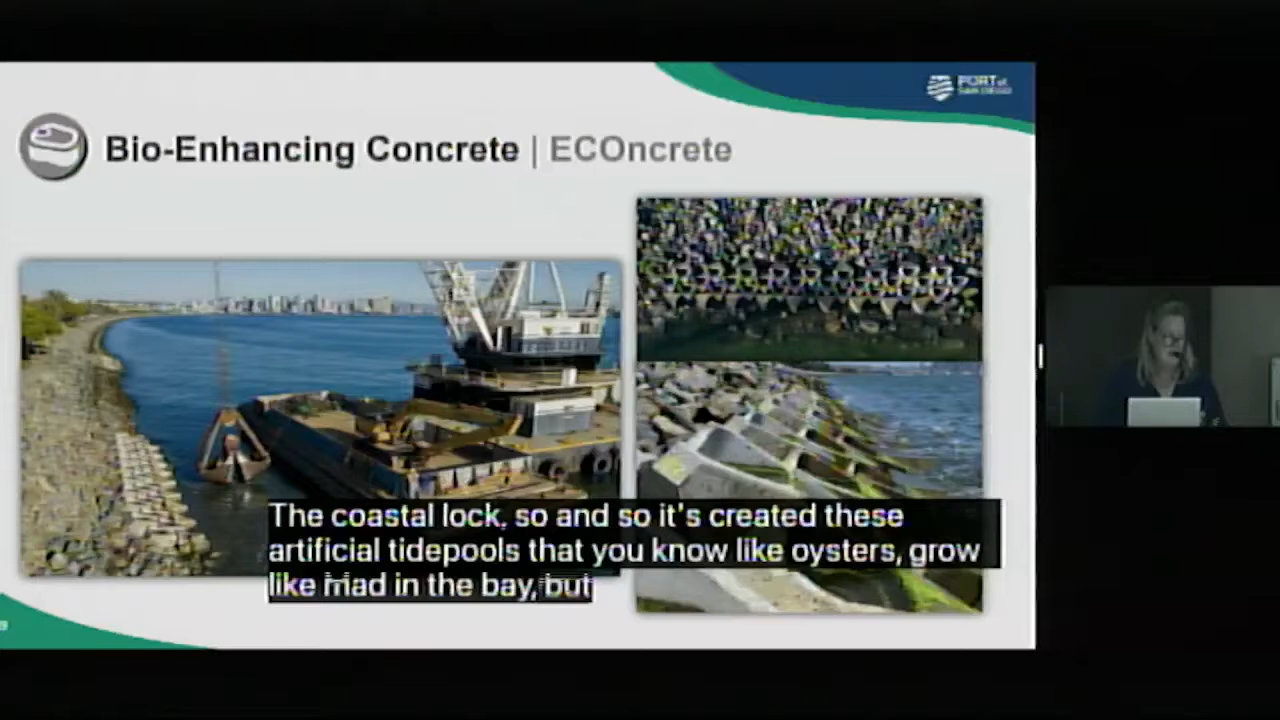 PORT of
SAN DIEGO
Bio-Enhancing Concrete | ECOncrete
The coastal lock, so and so it's created these
artificial tidepools that you know like oysters, grow
like mad in the bay, but